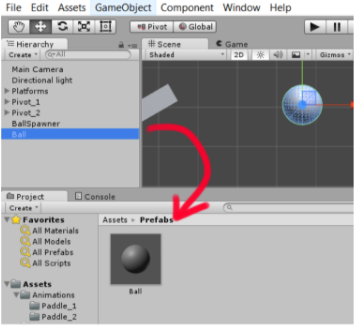 File Edit Assets GameObject Component Window Help
Pivot Global
Hierarchy Scene Game
Create All Shaded 2D Gizmos
Main Camera
Directional light
Platforms
Pivot_1
Pivot_2
BallSpawner
Ball
Project Console
Create
Favorites Assets Prefabs
All Materials
All Models
All Prefabs
All Scripts
Ball
Assets
Animations
Paddle_1
Paddle_2